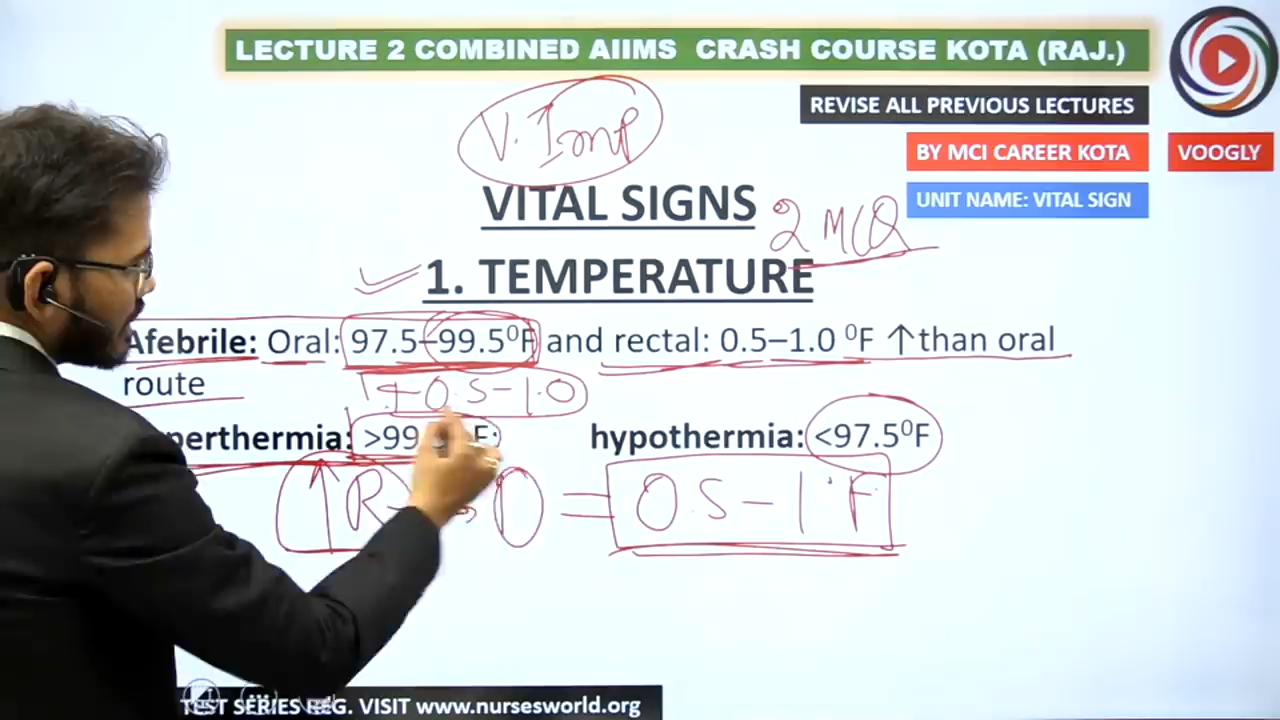 LECTURE 2 COMBINED AIIMS CRASH COURSE KOTA (RAJ.)
REVISE ALL PREVIOUS LECTURES
BY MCI CAREER KOTA
VOOGLY
UNIT NAME: VITAL SIGN
V. Imp
VITAL SIGNS
2 MCQ
1. TEMPERATURE
Afebrile: Oral: 97.5–99.5⁰F and rectal: 0.5–1.0 ⁰F ↑than oral
route
+ 0.5 – 1.0
perthermia: >99. F; hypothermia: <97.5⁰F
↑ R O = 0.5 – 1°F
TEST SERIES REG. VISIT www.nursesworld.org